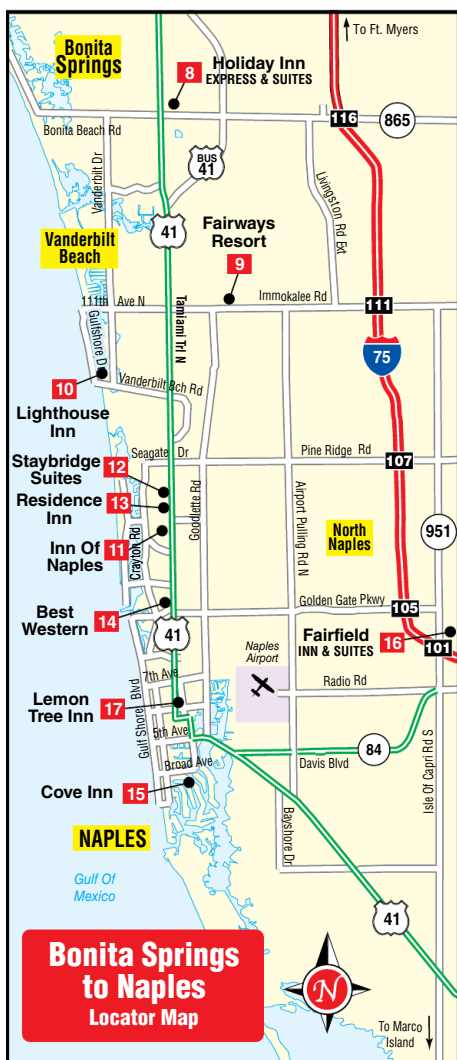 To Ft. Myers
Bonita
Springs
8
Holiday Inn
EXPRESS & SUITES
116
865
Bonita Beach Rd
BUS
41
Vanderbilt Dr
Livingston Rd Ext
41
Vanderbilt
Beach
Fairways
Resort
9
Tamiami Trl N
111th Ave N
Immokalee Rd
111
Gulfshore D
75
10
Vanderbilt Bch Rd
Lighthouse
Inn
Seagate Dr
Pine Ridge Rd
107
Staybridge
Suites
12
Residence
Inn
13
Goodlette Rd
Airport Pulling Rd N
951
North
Naples
Inn Of
Naples
11
Crayton Rd
Golden Gate Pkwy
105
Best
Western
14
41
Fairfield
INN & SUITES
16
101
Naples
Airport
7th Ave
Radio Rd
Lemon
Tree Inn
17
Gulf Shore Blvd
5th Ave
84
Davis Blvd
Broad Ave
Isle Of Capri Rd S
Cove Inn
15
Bayshore Dr
NAPLES
Gulf Of
Mexico
41
Bonita Springs
to Naples
Locator Map
N
To Marco
Island